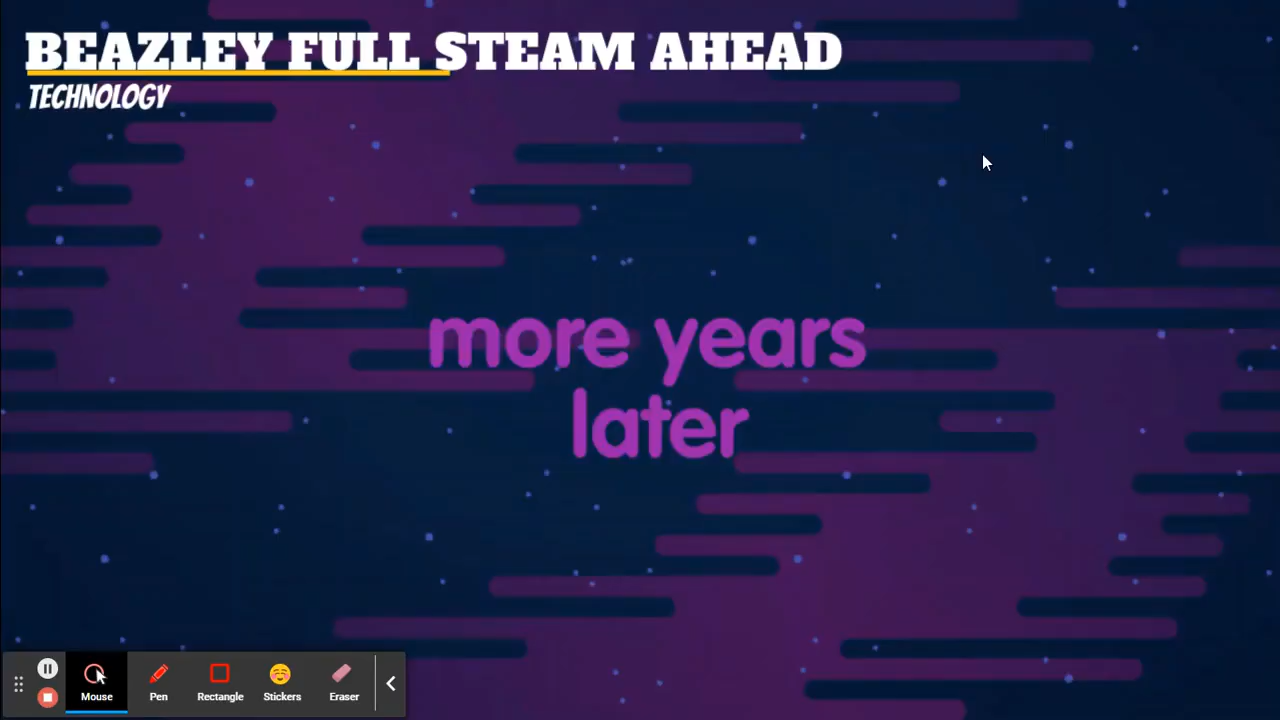 BEAZLEY FULL STEAM AHEAD
TECHNOLOGY
more years
later
Mouse
Pen
Rectangle
Stickers
Eraser